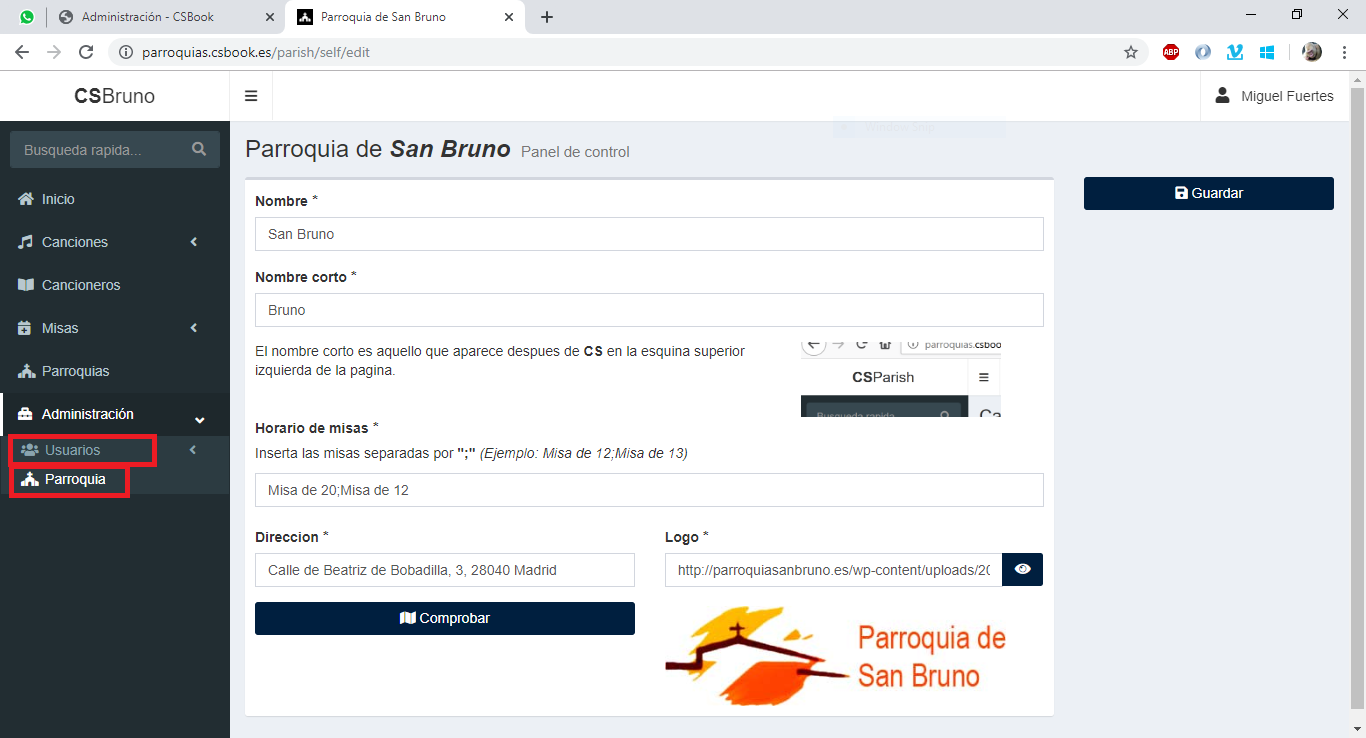 Administración - CSBook
Parroquia de San Bruno
parroquias.csbook.es/parish/self/edit
ABP
CSBruno
Miguel Fuertes
Busqueda rapida...
Inicio
Canciones
Cancioneros
Misas
Parroquias
Administración
Usuarios
Parroquia
Parroquia de San Bruno Panel de control
Guardar
Nombre *
San Bruno
Nombre corto *
Bruno
El nombre corto es aquello que aparece despues de CS en la esquina superior
izquierda de la pagina.
parroquias.csboo
CSParish
Busqueda rapida
Ca
Horario de misas *
Inserta las misas separadas por ";" (Ejemplo: Misa de 12;Misa de 13)
Misa de 20;Misa de 12
Direccion *
Calle de Beatriz de Bobadilla, 3, 28040 Madrid
Comprobar
Logo *
http://parroquiasanbruno.es/wp-content/uploads/20
Parroquia de
San Bruno